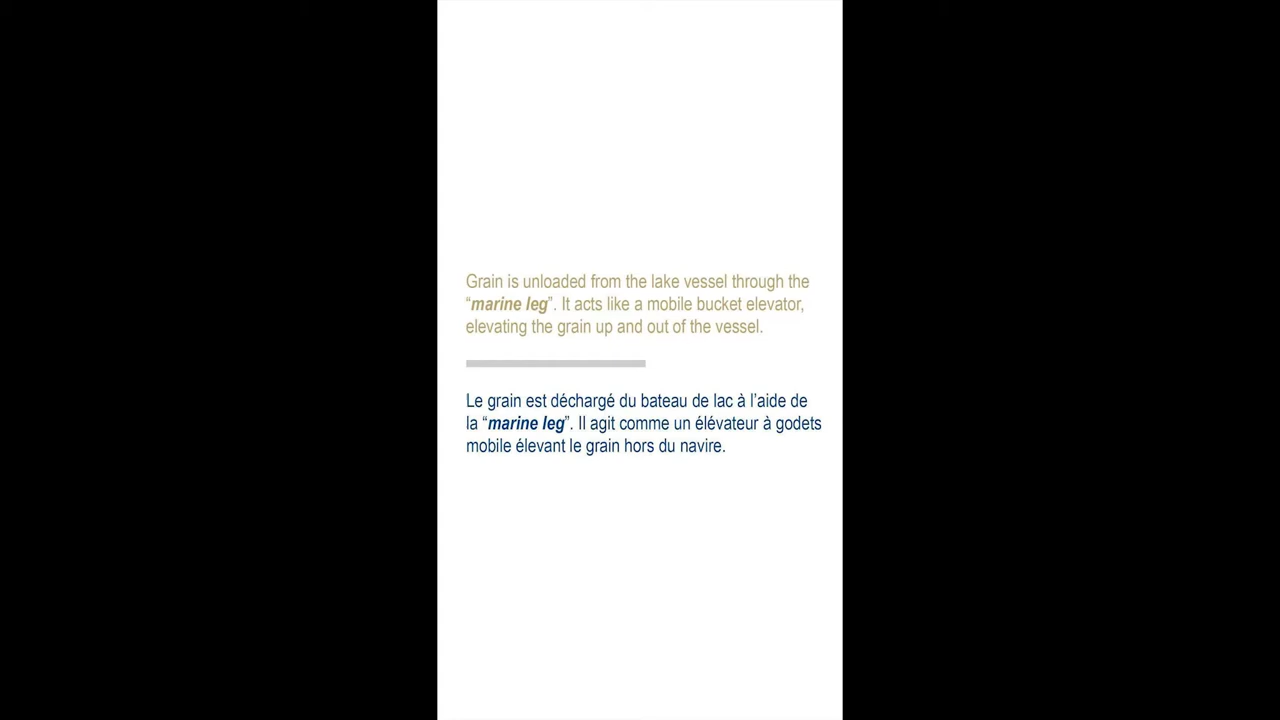 Grain is unloaded from the lake vessel through the
“marine leg”. It acts like a mobile bucket elevator,
elevating the grain up and out of the vessel.
Le grain est déchargé du bateau de lac à l’aide de
la “marine leg”. Il agit comme un élévateur à godets
mobile élevant le grain hors du navire.